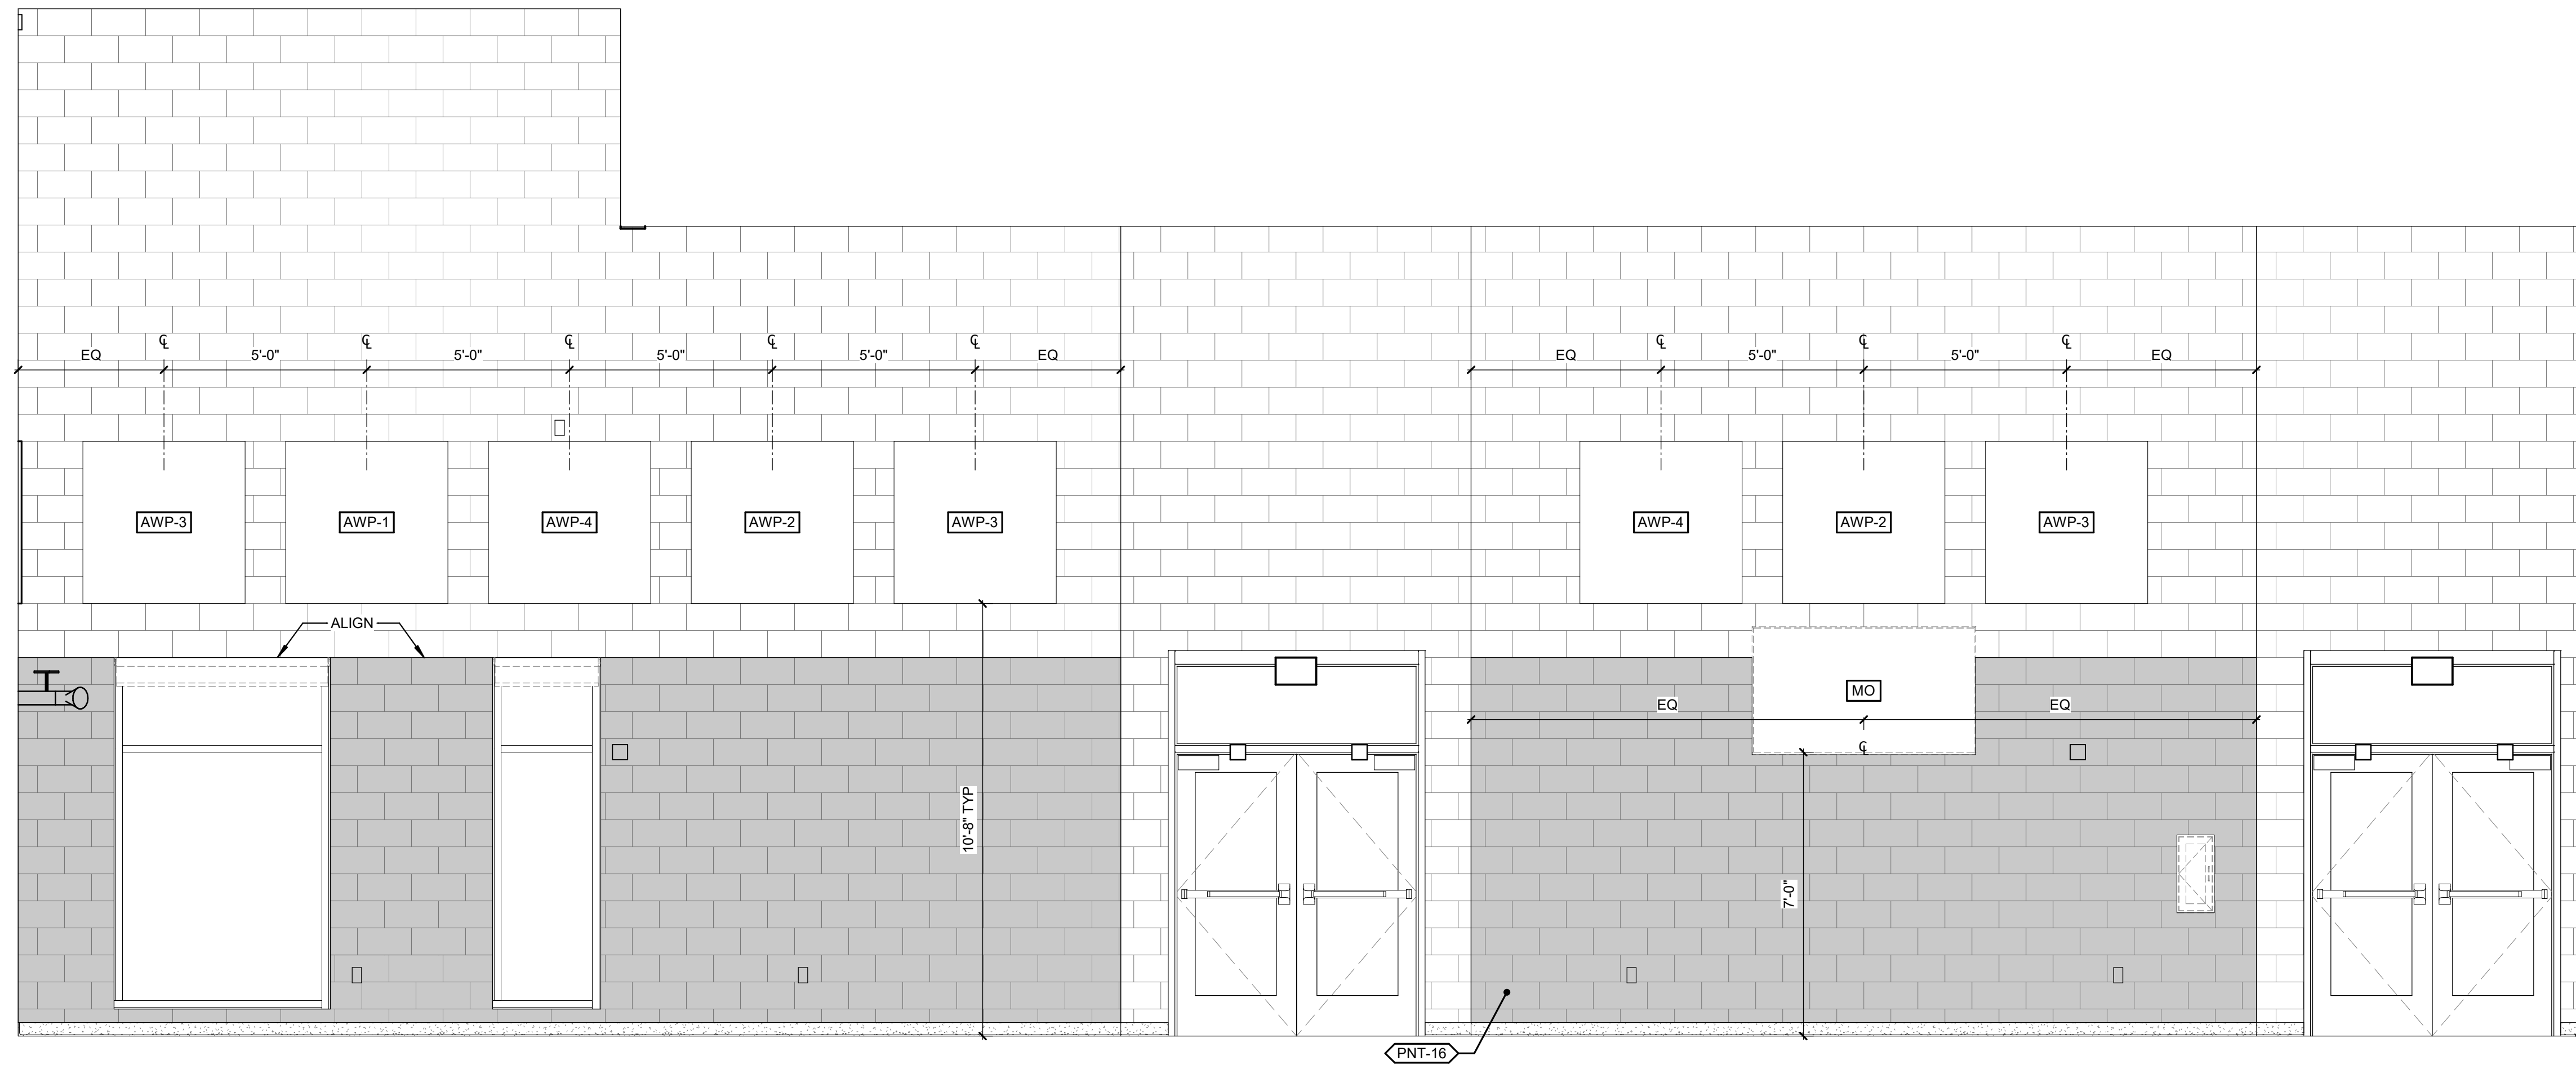 ℄ ℄ ℄ ℄ ℄ ℄ ℄ ℄
EQ 5'-0" 5'-0" 5'-0" 5'-0" EQ EQ 5'-0" 5'-0" EQ
AWP-3 AWP-1 AWP-4 AWP-2 AWP-3 AWP-4 AWP-2 AWP-3
ALIGN
MO
EQ EQ
℄
10'-8" TYP
7'-0"
PNT-16